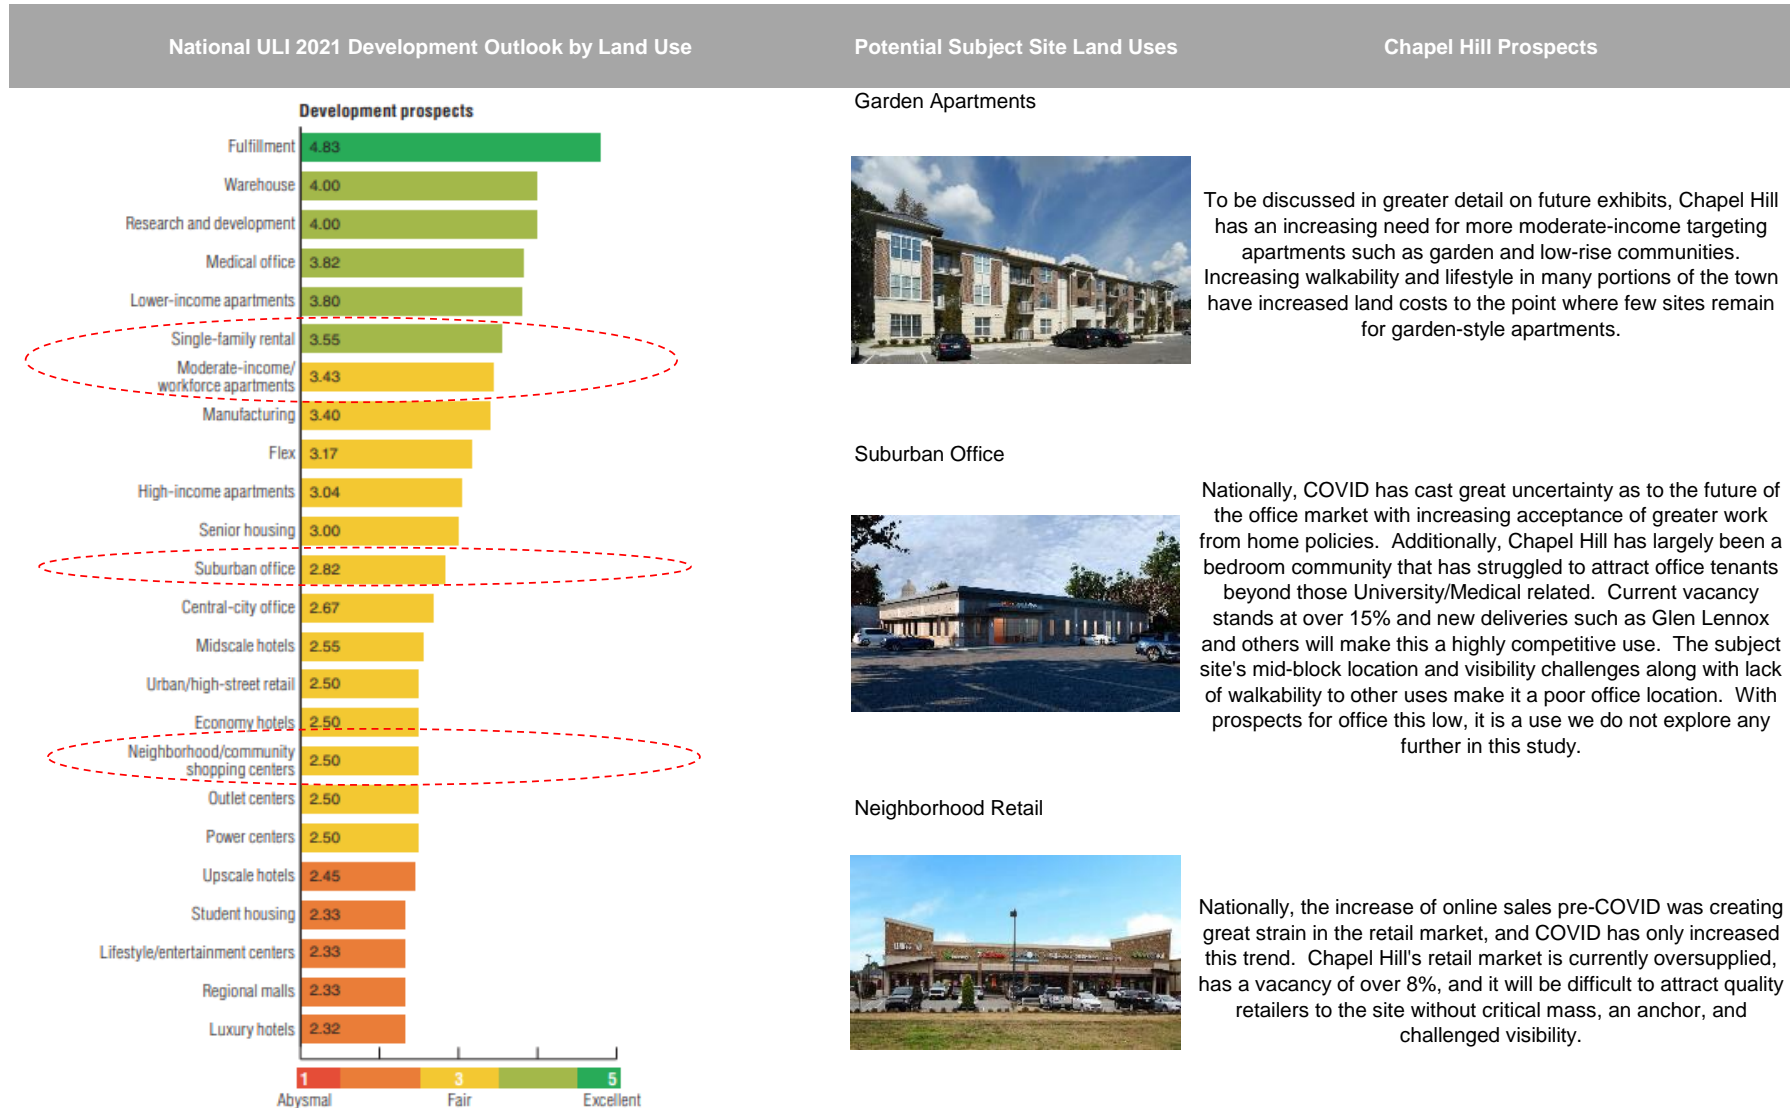 National ULI 2021 Development Outlook by Land Use
Potential Subject Site Land Uses
Chapel Hill Prospects
Development prospects
Fulfillment 4.83
Warehouse 4.00
Research and development 4.00
Medical office 3.82
Lower-income apartments 3.80
Single-family rental 3.55
Moderate-income/
workforce apartments 3.43
Manufacturing 3.40
Flex 3.17
High-income apartments 3.04
Senior housing 3.00
Suburban office 2.82
Central-city office 2.67
Midscale hotels 2.55
Urban/high-street retail 2.50
Economy hotels 2.50
Neighborhood/community
shopping centers 2.50
Outlet centers 2.50
Power centers 2.50
Upscale hotels 2.45
Student housing 2.33
Lifestyle/entertainment centers 2.33
Regional malls 2.33
Luxury hotels 2.32
1 3 5
Abysmal Fair Excellent
Garden Apartments
To be discussed in greater detail on future exhibits, Chapel Hill
has an increasing need for more moderate-income targeting
apartments such as garden and low-rise communities.
Increasing walkability and lifestyle in many portions of the town
have increased land costs to the point where few sites remain
for garden-style apartments.
Suburban Office
Nationally, COVID has cast great uncertainty as to the future of
the office market with increasing acceptance of greater work
from home policies.  Additionally, Chapel Hill has largely been a
bedroom community that has struggled to attract office tenants
beyond those University/Medical related.  Current vacancy
stands at over 15% and new deliveries such as Glen Lennox
and others will make this a highly competitive use.  The subject
site's mid-block location and visibility challenges along with lack
of walkability to other uses make it a poor office location.  With
prospects for office this low, it is a use we do not explore any
further in this study.
Neighborhood Retail
Nationally, the increase of online sales pre-COVID was creating
great strain in the retail market, and COVID has only increased
this trend.  Chapel Hill's retail market is currently oversupplied,
has a vacancy of over 8%, and it will be difficult to attract quality
retailers to the site without critical mass, an anchor, and
challenged visibility.